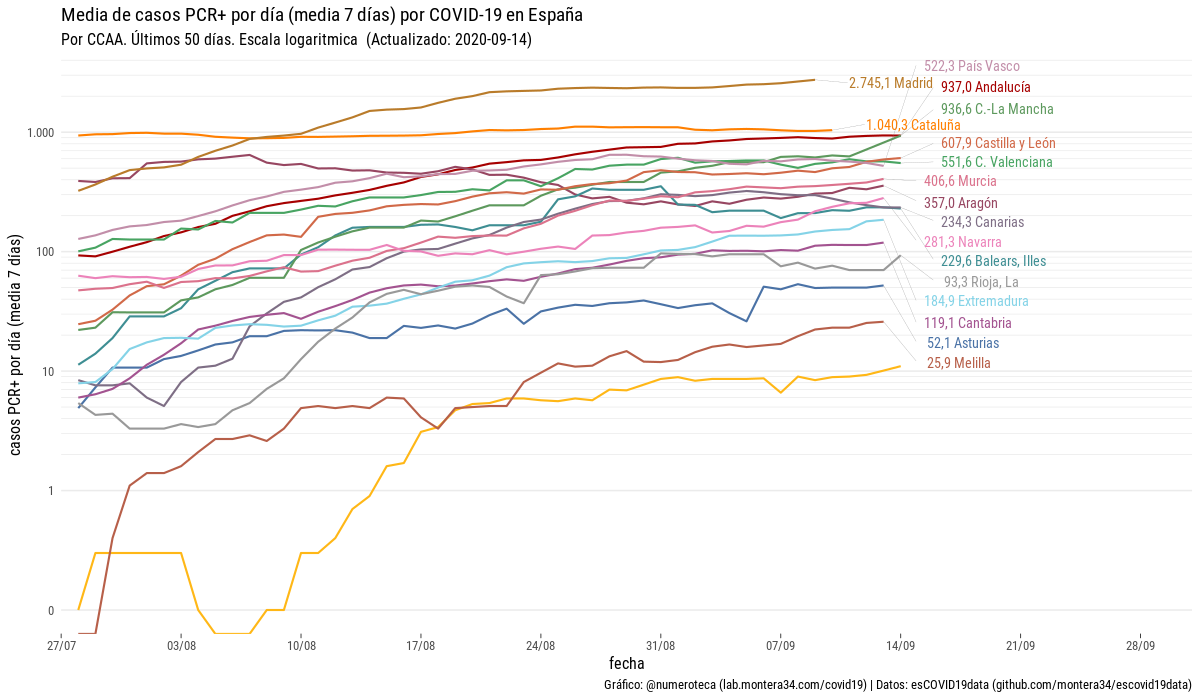 Media de casos PCR+ por día (media 7 días) por COVID-19 en España
Por CCAA. Últimos 50 días. Escala logaritmica  (Actualizado: 2020-09-14)
casos PCR+ por día (media  7 días)
1.000
100
10
1
0
522,3 País Vasco
2.745,1 Madrid
937,0 Andalucía
936,6 C.-La Mancha
1.040,3 Cataluña
607,9 Castilla y León
551,6 C. Valenciana
406,6 Murcia
357,0 Aragón
234,3 Canarias
281,3 Navarra
229,6 Balears, Illes
93,3 Rioja, La
184,9 Extremadura
119,1 Cantabria
52,1 Asturias
25,9 Melilla
27/07 03/08 10/08 17/08 24/08 31/08 07/09 14/09 21/09 28/09
fecha
Gráfico: @numeroteca (lab.montera34.com/covid19) | Datos: esCOVID19data (github.com/montera34/escovid19data)